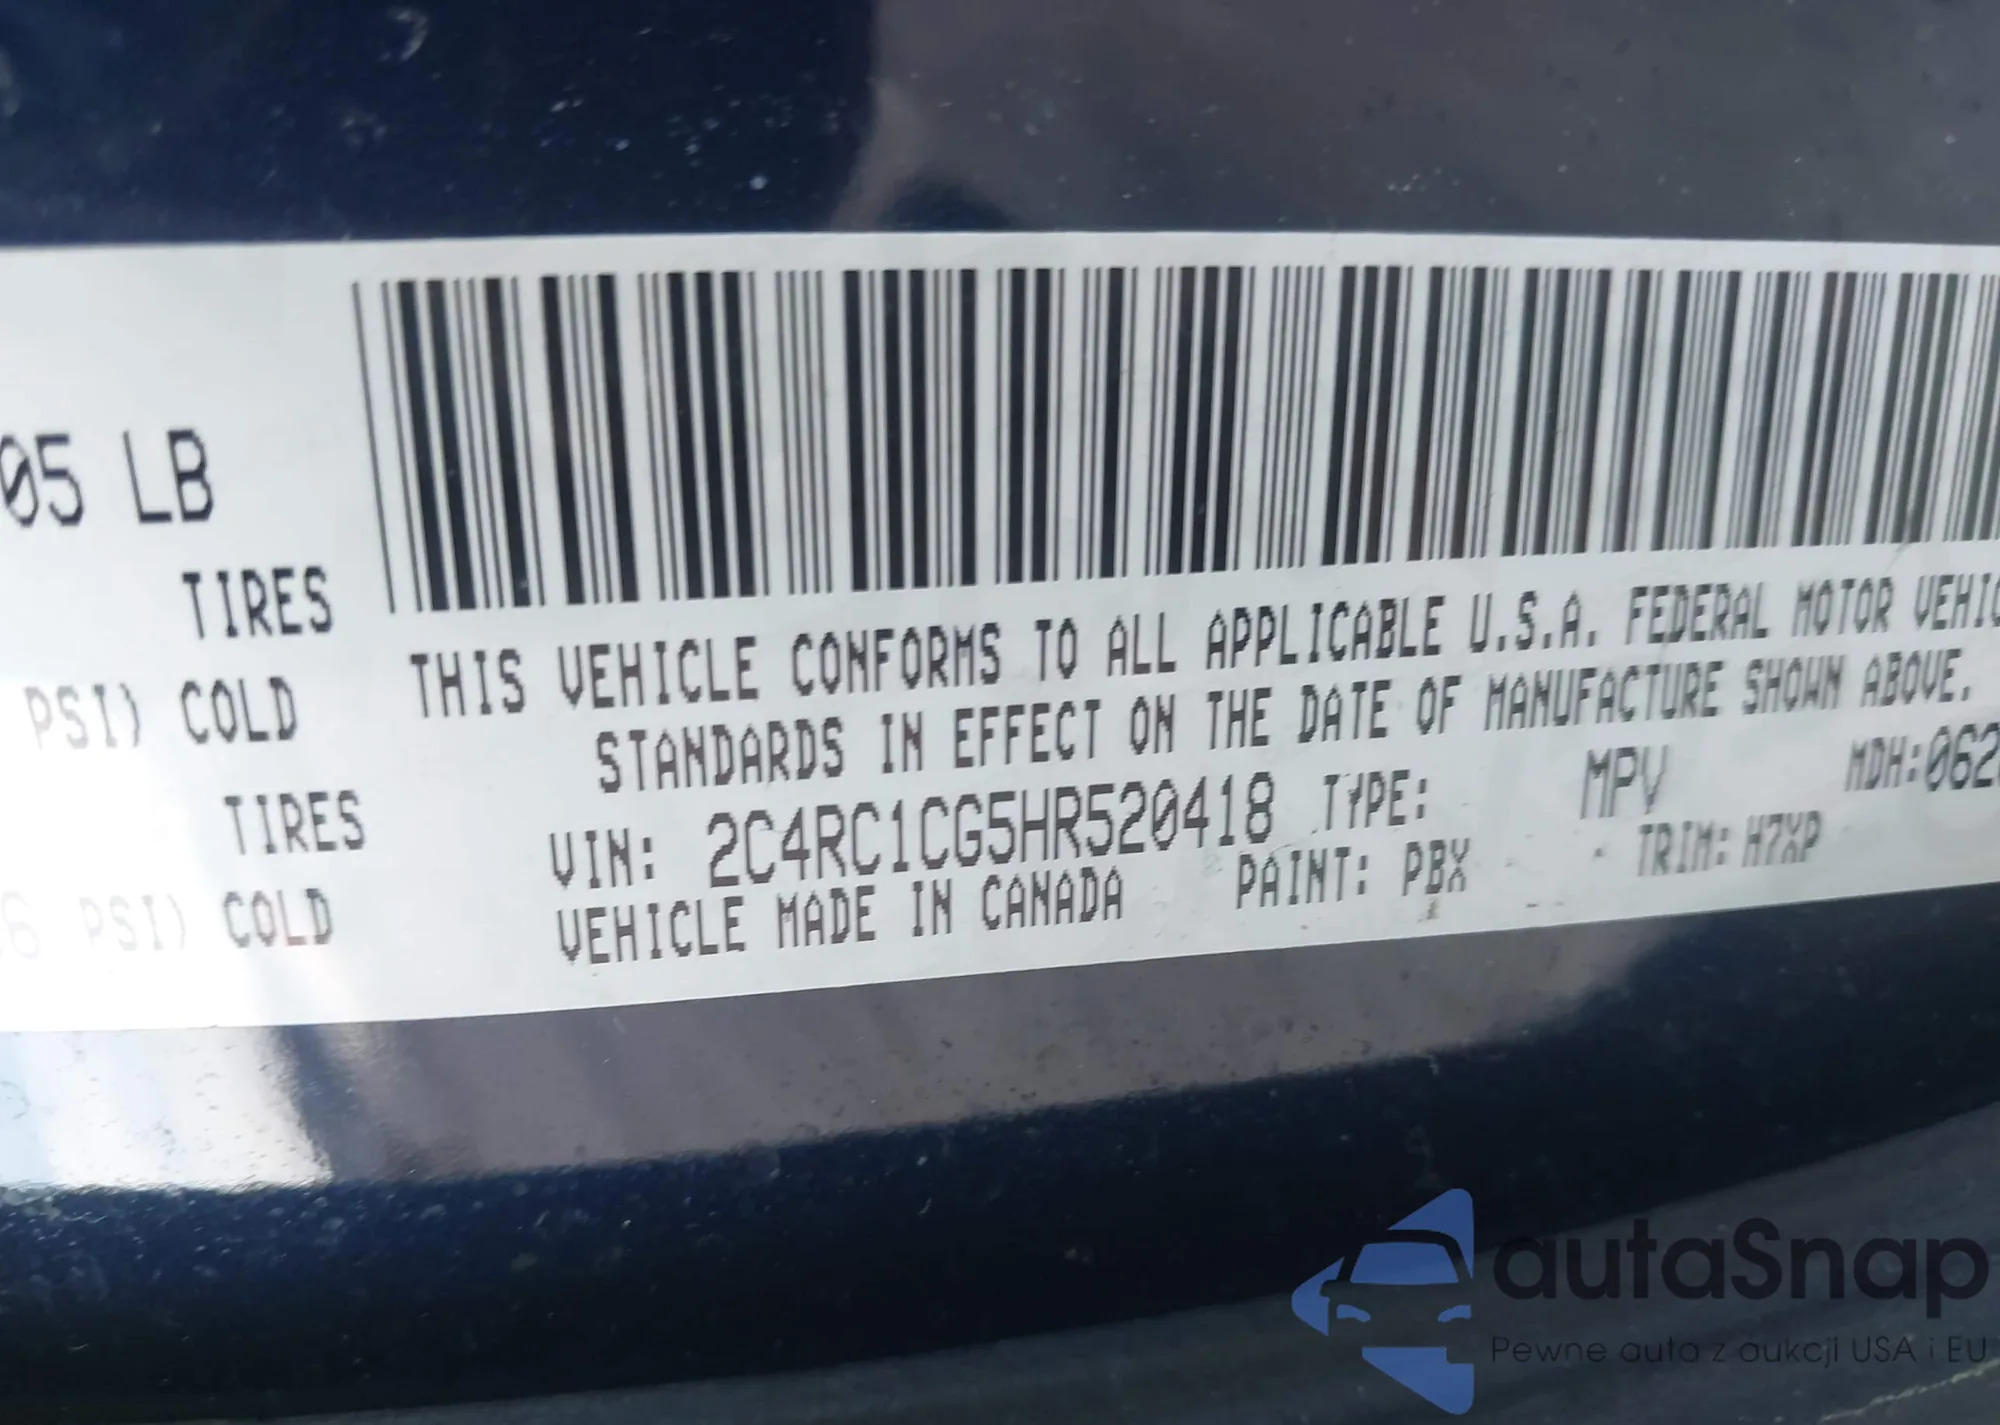 05 LB
TIRES
PSI) COLD
TIRES
6 PSI) COLD
THIS VEHICLE CONFORMS TO ALL APPLICABLE U.S.A. FEDERAL MOTOR VEHIC
STANDARDS IN EFFECT ON THE DATE OF MANUFACTURE SHOWN ABOVE.
VIN: 2C4RC1CG5HR520418 TYPE: MPV MDH:062
VEHICLE MADE IN CANADA PAINT: PBX TRIM: H7XP
autaSnap
Pewne auta z aukcji USA i EU